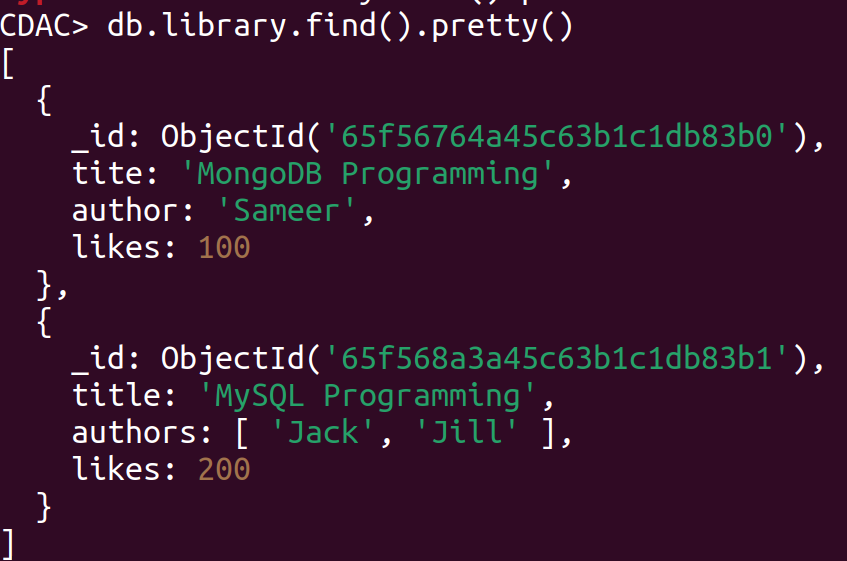 CDAC> db.library.find().pretty()
[
  {
    _id: ObjectId('65f56764a45c63b1c1db83b0'),
    tite: 'MongoDB Programming',
    author: 'Sameer',
    likes: 100
  },
  {
    _id: ObjectId('65f568a3a45c63b1c1db83b1'),
    title: 'MySQL Programming',
    authors: [ 'Jack', 'Jill' ],
    likes: 200
  }
]